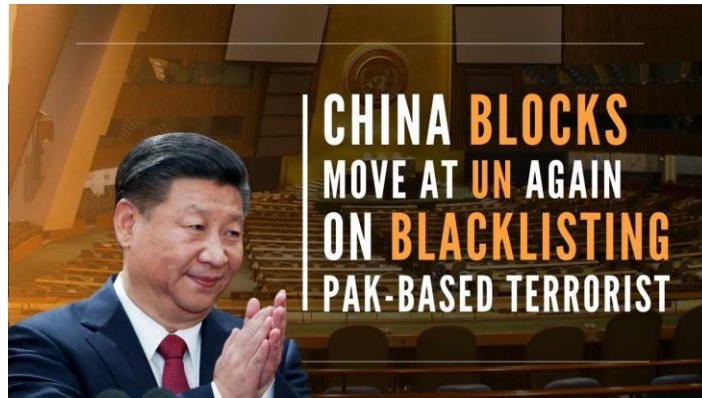 CHINA BLOCKS
MOVE AT UN AGAIN
ON BLACKLISTING
PAK-BASED TERRORIST